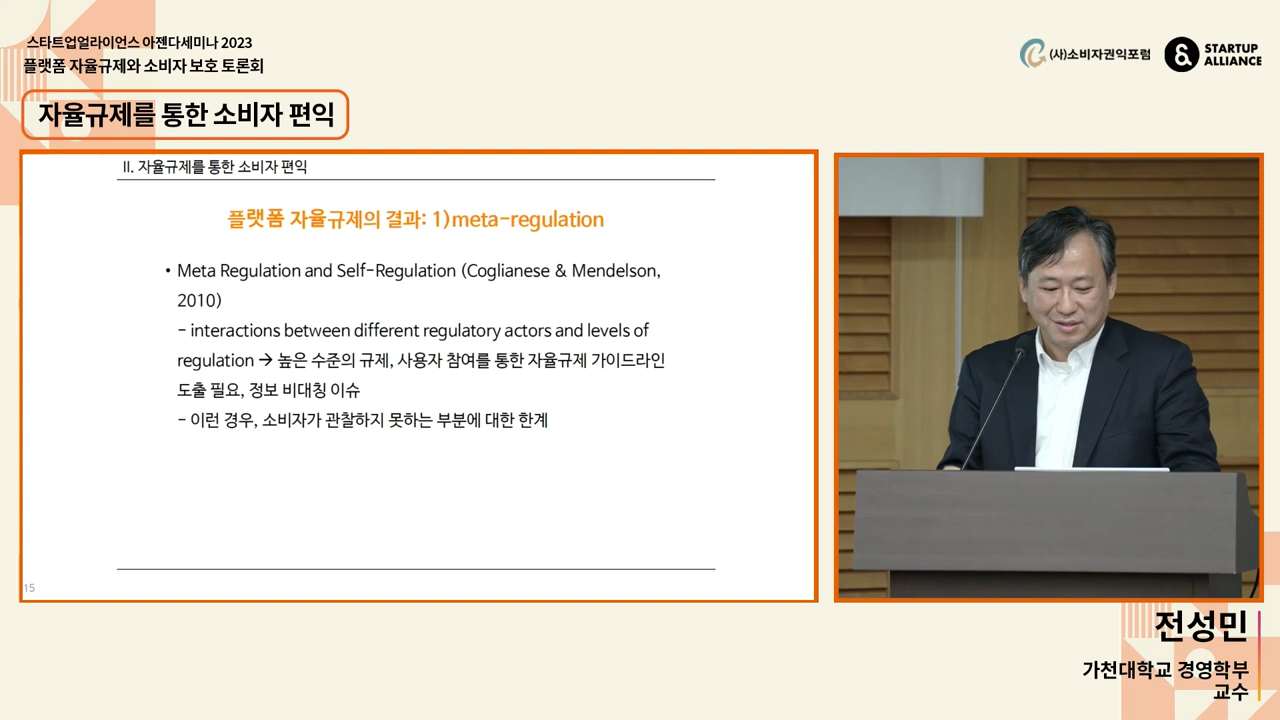 스타트업얼라이언스 아젠다세미나 2023
플랫폼 자율규제와 소비자 보호 토론회
(사)소비자권익포럼
&
STARTUP
ALLIANCE
자율규제를 통한 소비자 편익
II. 자율규제를 통한 소비자 편익
플랫폼 자율규제의 결과: 1)meta-regulation
• Meta Regulation and Self-Regulation (Coglianese & Mendelson,
2010)
- interactions between different regulatory actors and levels of
regulation → 높은 수준의 규제, 사용자 참여를 통한 자율규제 가이드라인
도출 필요, 정보 비대칭 이슈
- 이런 경우, 소비자가 관찰하지 못하는 부분에 대한 한계
15
전성민
가천대학교 경영학부
교수